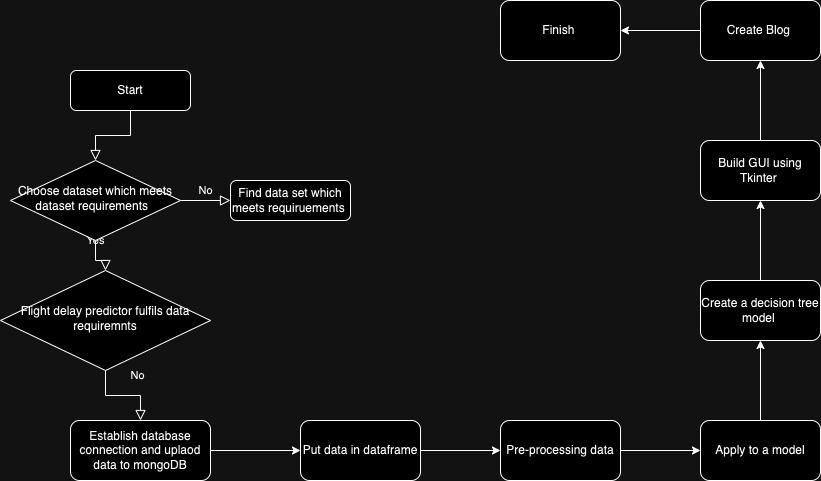 Finish
Create Blog
Start
Build GUI using
Tkinter
Choose dataset which meets
dataset requirements
No
Find data set which
meets requiruements
Yes
Flight delay predictor fulfils data
requiremnts
Create a decision tree
model
No
Establish database
connection and uplaod
data to mongoDB
Put data in dataframe
Pre-processing data
Apply to a model